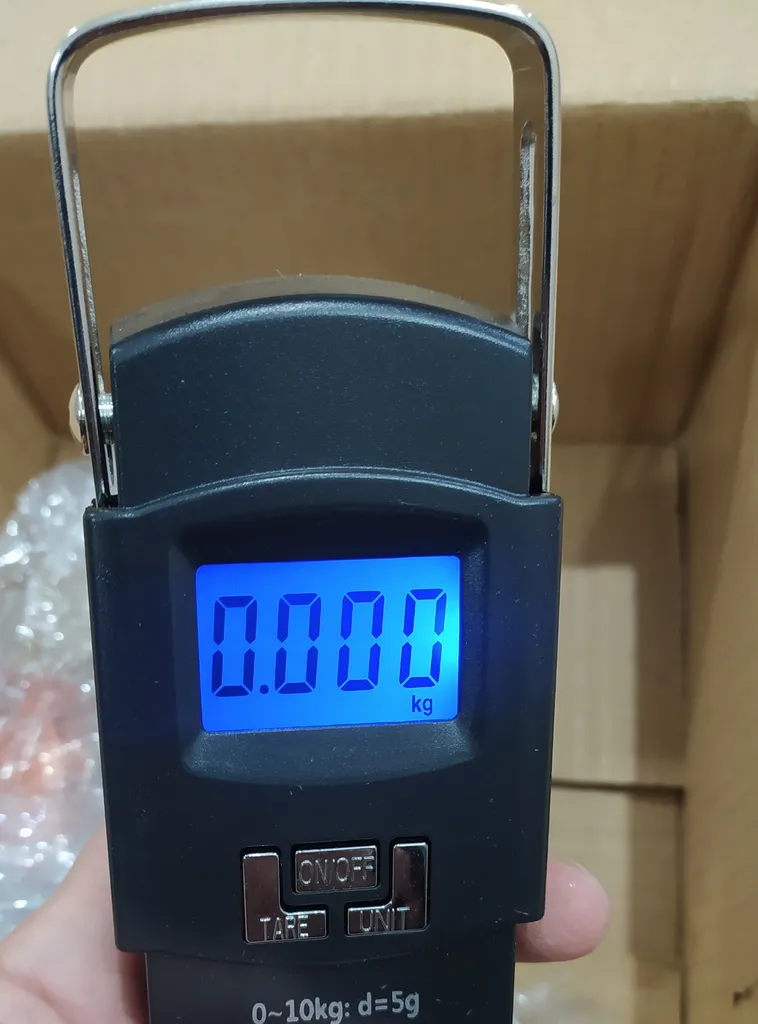 0.000
kg
ON/OFF
TARE UNIT
0~10kg: d=5g